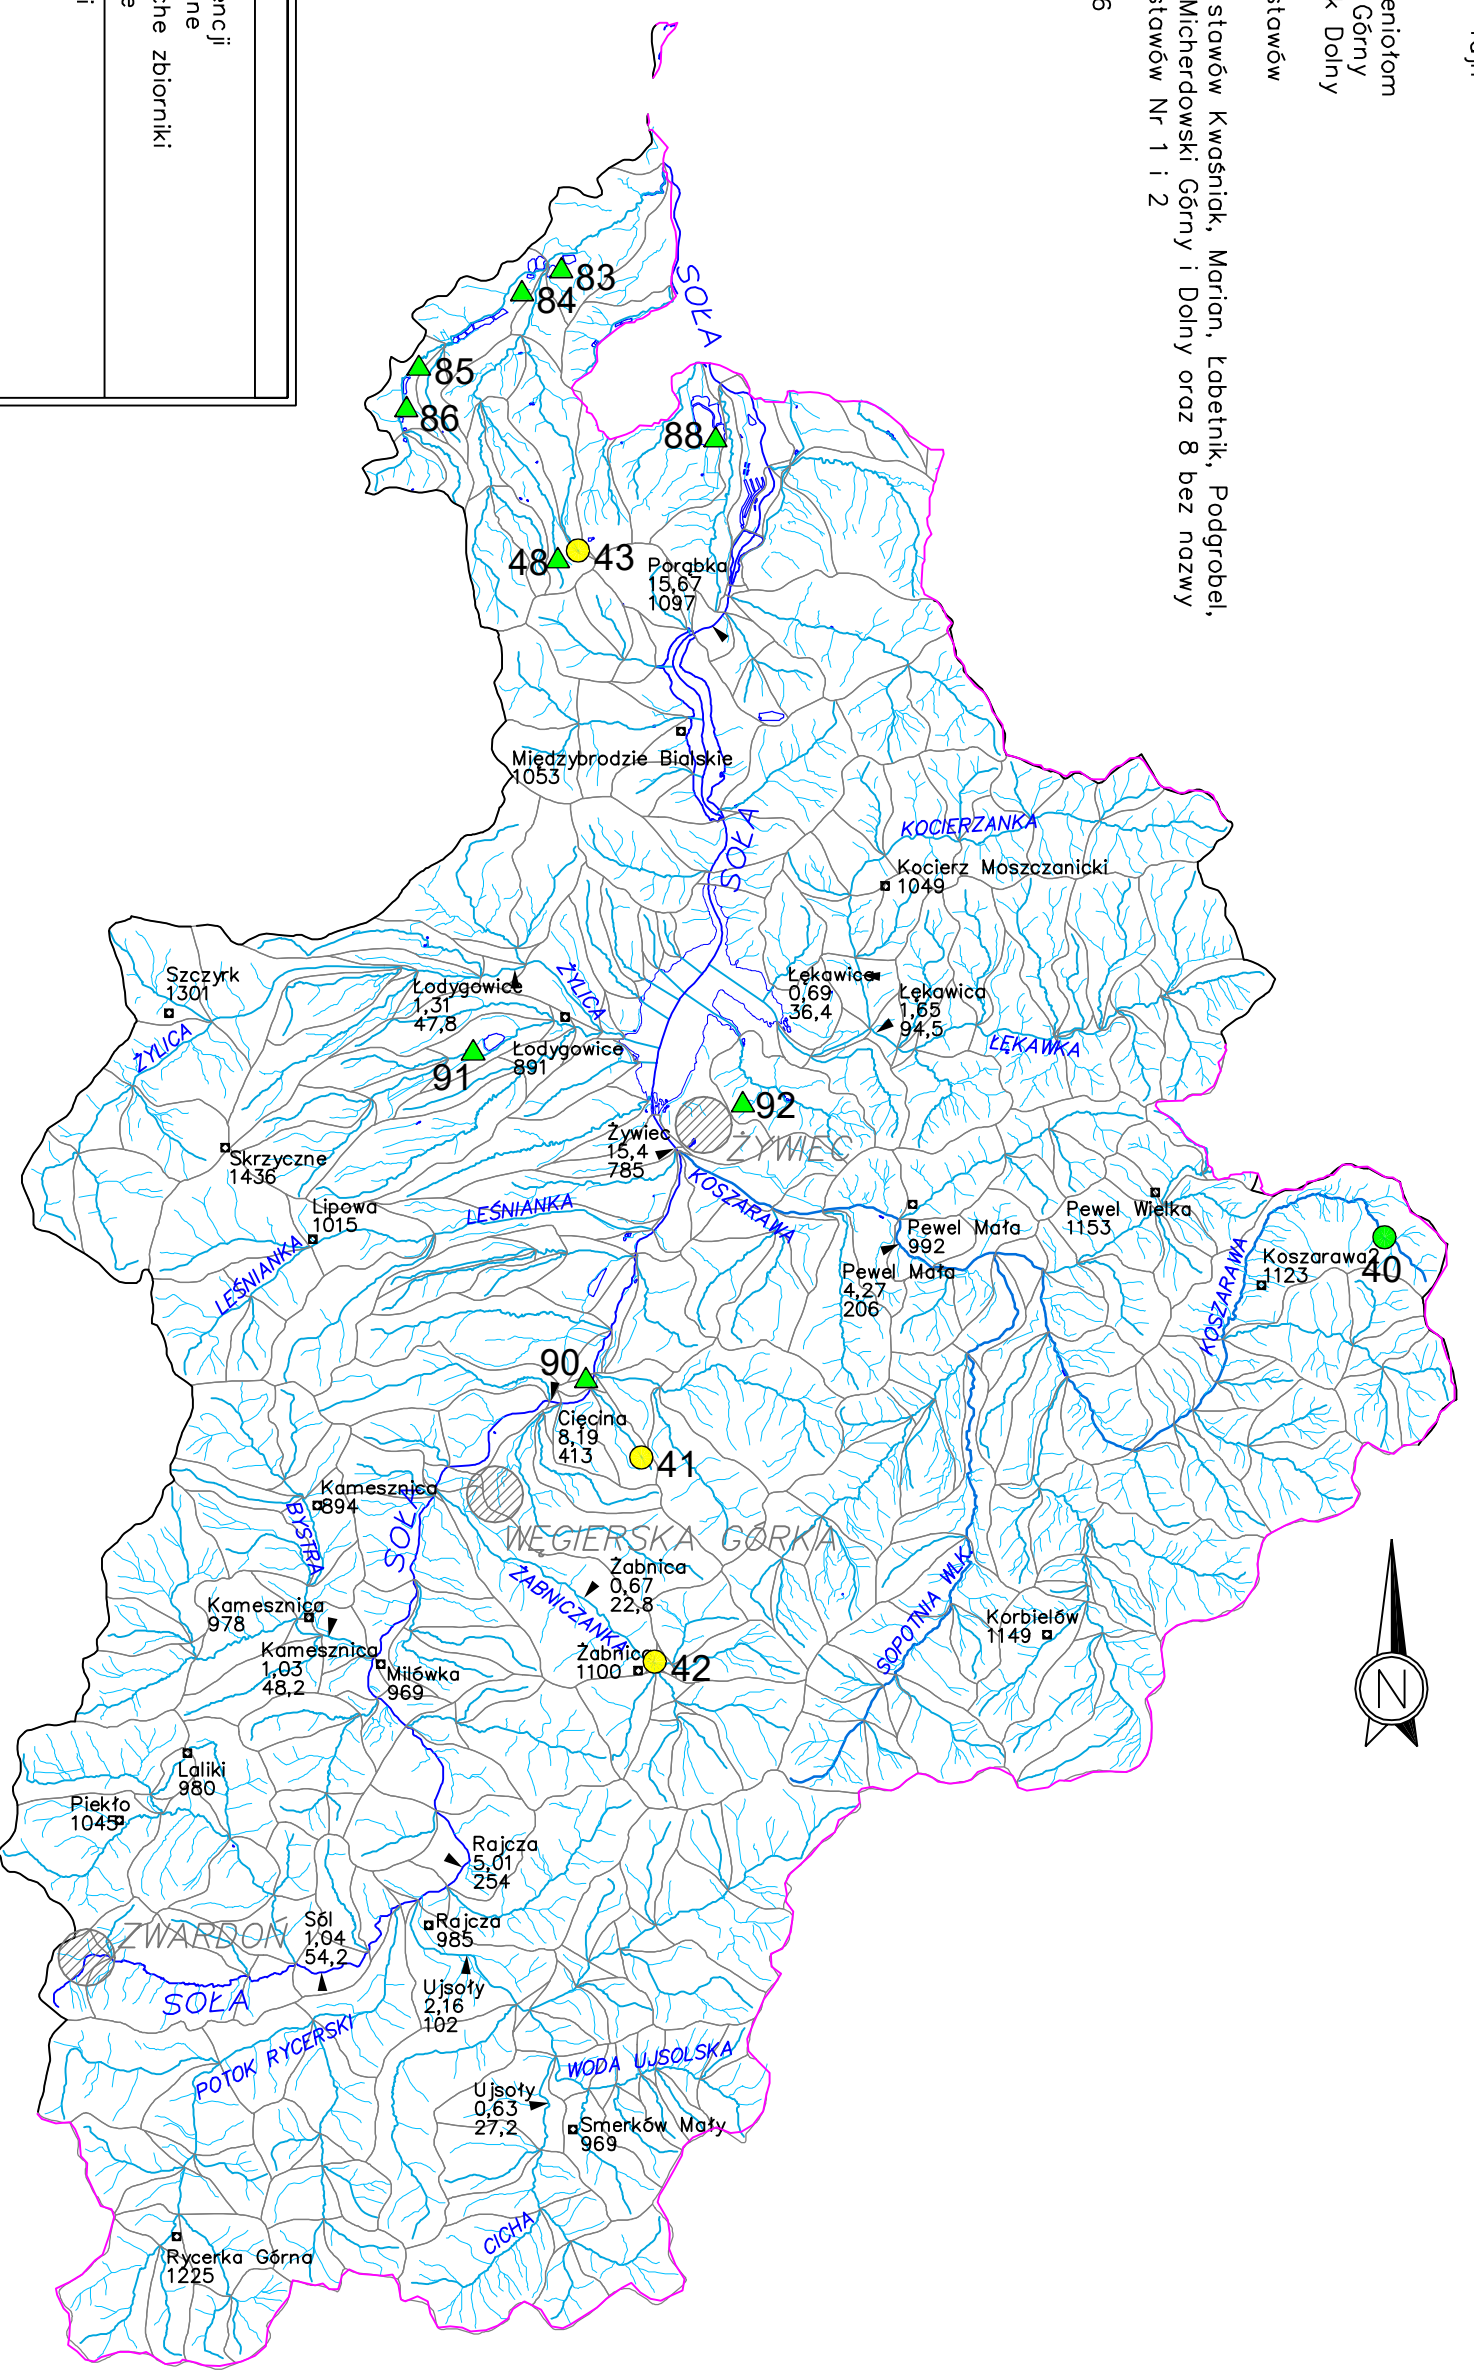 eniołom
Górny
k Dolny
stawów
stawów Kwaśniak, Marian, Łabetnik, Podgrobel,
Micherdowski Górny i Dolny oraz 8 bez nazwy
stawów Nr 1 i 2
6
encji
ne
che zbiorniki
e
i
SOŁA
83
84
85
86
88
48
43
Porąbka
15,67
1097
Międzybrodzie Bialskie
1053
SOŁA
KOCIERZANKA
Kocierz Moszczanicki
1049
Szczyrk
1301
ŻYLICA
Łodygowice
1,31
47,8
ŻYLICA
Łękawice
0,69
36,4
Łękawica
1,65
94,5
ŁĘKAWKA
91
Łodygowice
891
92
Żywiec
15,4
785
ŻYWIEC
Skrzyczne
1436
Lipowa
1015
LEŚNIANKA
LEŚNIANKA
KOSZARAWA
Pewel Mała
992
Pewel Wielka
1153
Pewel Mała
4,27
206
KOSZARAWA
Koszarawa2
1123
40
90
Cięcina
8,19
413
41
Kamesznica
894
BYSTRA
SOŁA
WĘGIERSKA GÓRKA
Żabnica
0,67
22,8
ŻABNICZANKA
SOPOTNIA WLK.
Korbielów
1149
Kamesznica
978
Kamesznica
1,03
48,2
Milówka
969
Żabnica
1100
42
N
Laliki
980
Piekło
1045
Rajcza
5,01
254
ZWARDOŃ
Sól
1,04
54,2
Rajcza
985
SOŁA
Ujsoły
2,16
102
POTOK RYCERSKI
WODA UJSOLSKA
Ujsoły
0,63
27,2
Smerków Mały
969
CICHA
Rycerka Górna
1225